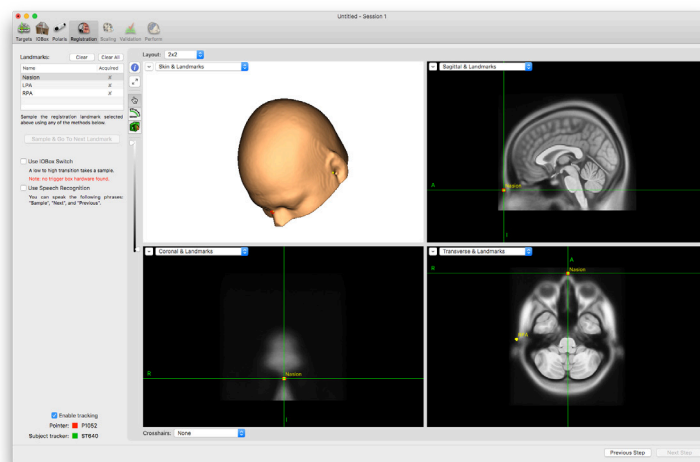 Untitled - Session 1
Targets IOBox Polaris Registration Scaling Validation Perform
Landmarks: Clear Clear All
Name Acquired
Nasion ✗
LPA ✗
RPA ✗
Sample the registration landmark selected
above using any of the methods below.
Sample & Go To Next Landmark
Use IOBox Switch
A low to high transition takes a sample.
Note: no trigger box hardware found.
Use Speech Recognition
You can speak the following phrases:
"Sample", "Next", and "Previous".
Enable tracking
Pointer: P1052
Subject tracker: ST640
Layout: 2x2
Skin & Landmarks
Sagittal & Landmarks
A
Nasion
I
Coronal & Landmarks
R
Nasion
I
Transverse & Landmarks
A
R
Nasion
RPA
Crosshairs: None
Previous Step Next Step